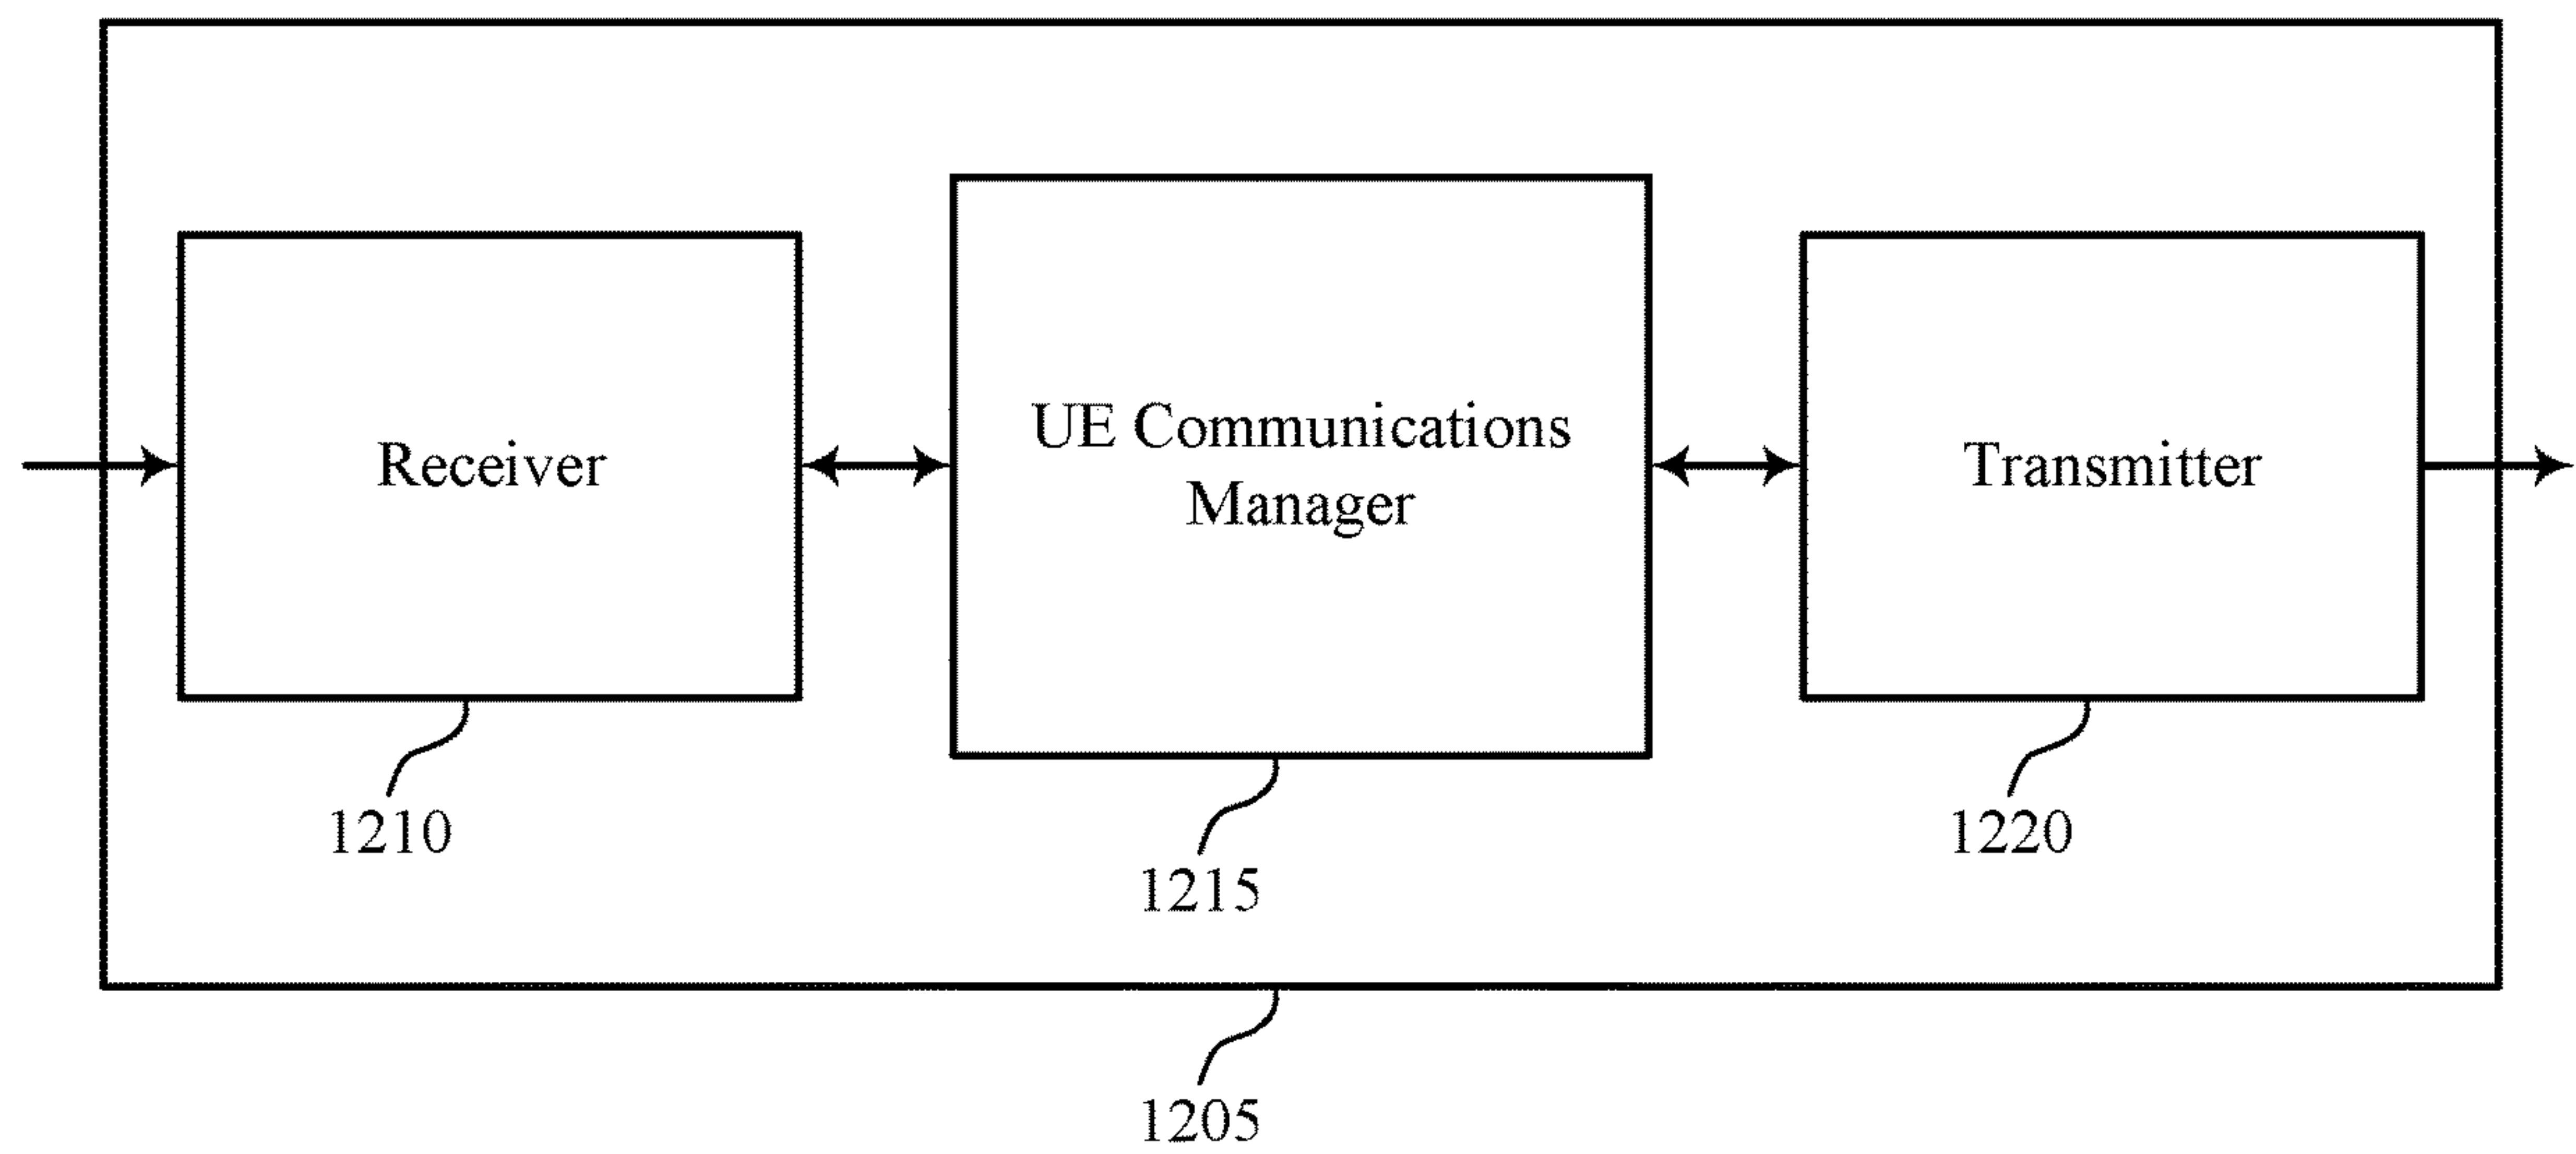 Receiver
UE Communications
Manager
Transmitter
1210
1215
1220
1205